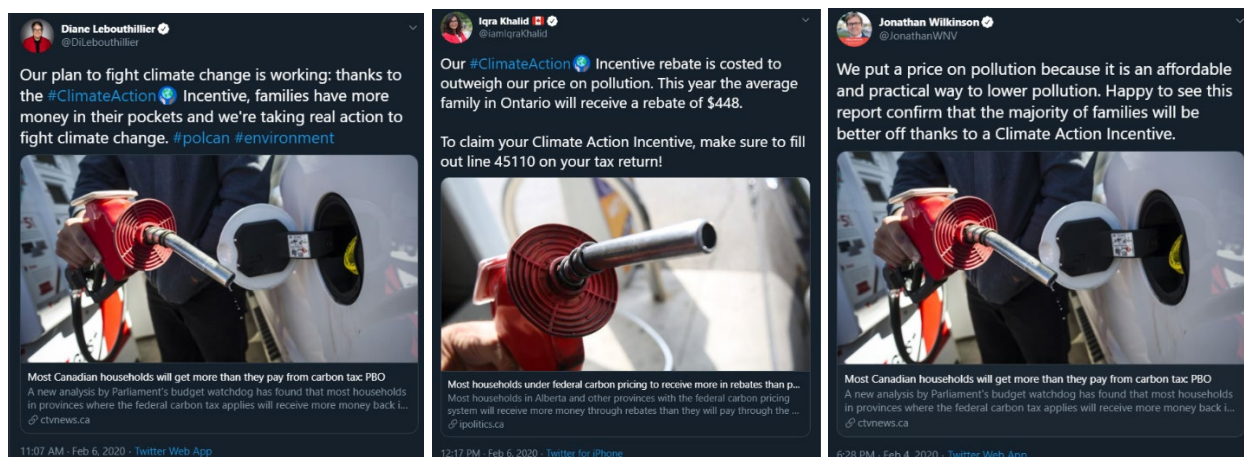 Diane Lebouthillier
@DiLebouthillier
Our plan to fight climate change is working: thanks to
the #ClimateAction🌎 Incentive, families have more
money in their pockets and we're taking real action to
fight climate change. #polcan #environment
Most Canadian households will get more than they pay from carbon tax: PBO
A new analysis by Parliament's budget watchdog has found that most households
in provinces where the federal carbon tax applies will receive more money back i...
ctvnews.ca
11:07 AM · Feb 6, 2020 · Twitter Web App
Iqra Khalid 🇨🇦
@iamIqraKhalid
Our #ClimateAction🌎 Incentive rebate is costed to
outweigh our price on pollution. This year the average
family in Ontario will receive a rebate of $448.
To claim your Climate Action Incentive, make sure to fill
out line 45110 on your tax return!
Most households under federal carbon pricing to receive more in rebates than p...
Most households in Alberta and other provinces with the federal carbon pricing
system will receive more money through rebates than they will pay through the ...
ipolitics.ca
12:17 PM · Feb 6, 2020 · Twitter for iPhone
Jonathan Wilkinson
@JonathanWNV
We put a price on pollution because it is an affordable
and practical way to lower pollution. Happy to see this
report confirm that the majority of families will be
better off thanks to a Climate Action Incentive.
Most Canadian households will get more than they pay from carbon tax: PBO
A new analysis by Parliament's budget watchdog has found that most households
in provinces where the federal carbon tax applies will receive more money back i...
ctvnews.ca
6:28 PM · Feb 4, 2020 · Twitter Web App